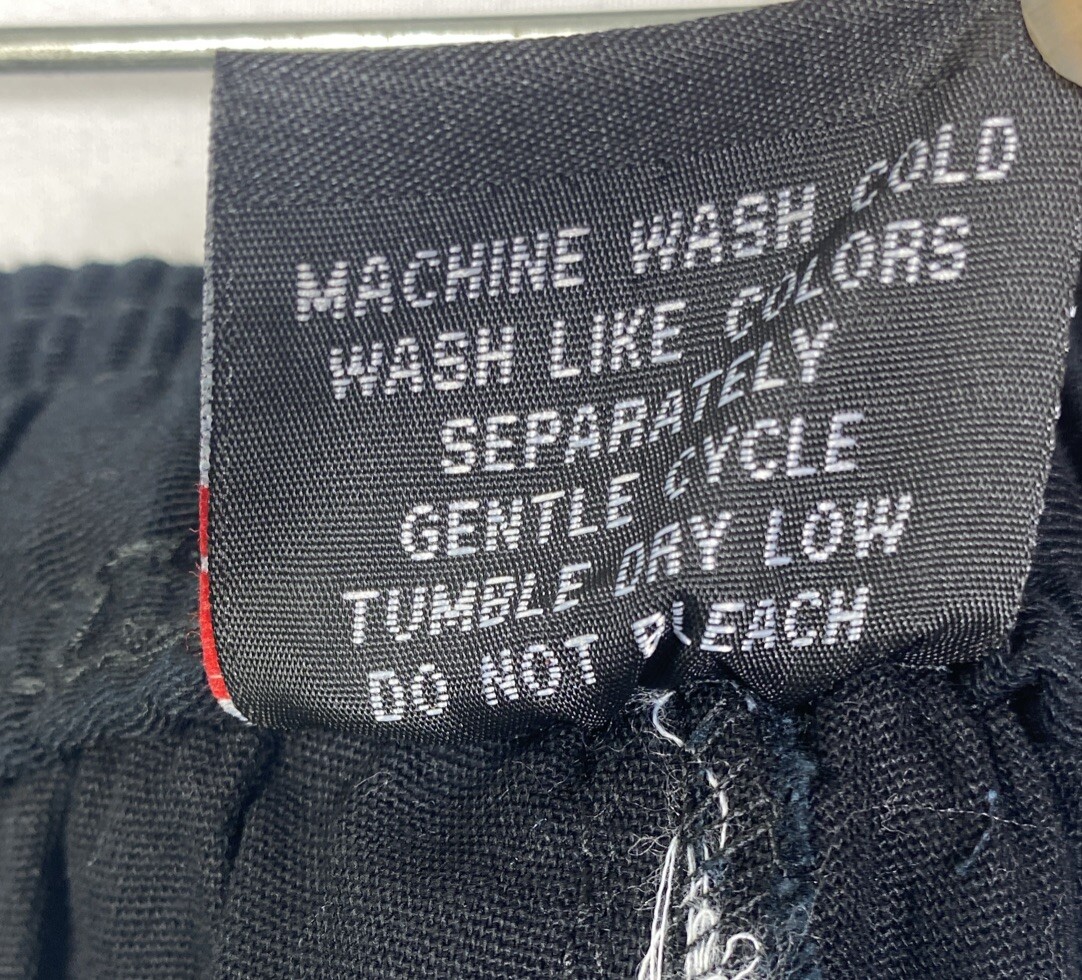 MACHINE WASH COLD
WASH LIKE COLORS
SEPARATELY
GENTLE CYCLE
TUMBLE DRY LOW
DO NOT BLEACH